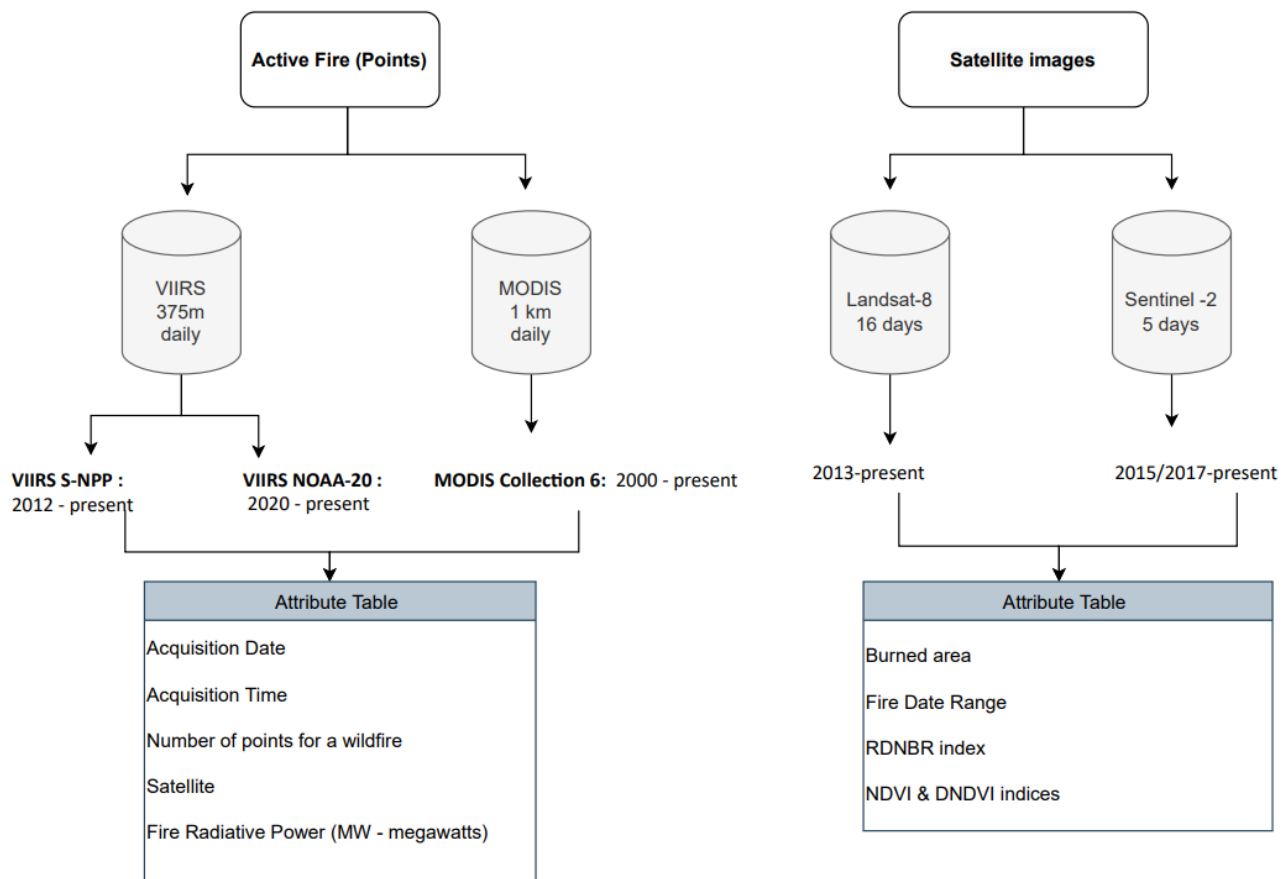 Active Fire (Points)
Satellite images
VIIRS
375m
daily
MODIS
1 km
daily
Landsat-8
16 days
Sentinel -2
5 days
VIIRS S-NPP :
2012 - present
VIIRS NOAA-20 :
2020 - present
MODIS Collection 6: 2000 - present
2013-present
2015/2017-present
Attribute Table
Acquisition Date
Acquisition Time
Number of points for a wildfire
Satellite
Fire Radiative Power (MW - megawatts)
Attribute Table
Burned area
Fire Date Range
RDNBR index
NDVI & DNDVI indices